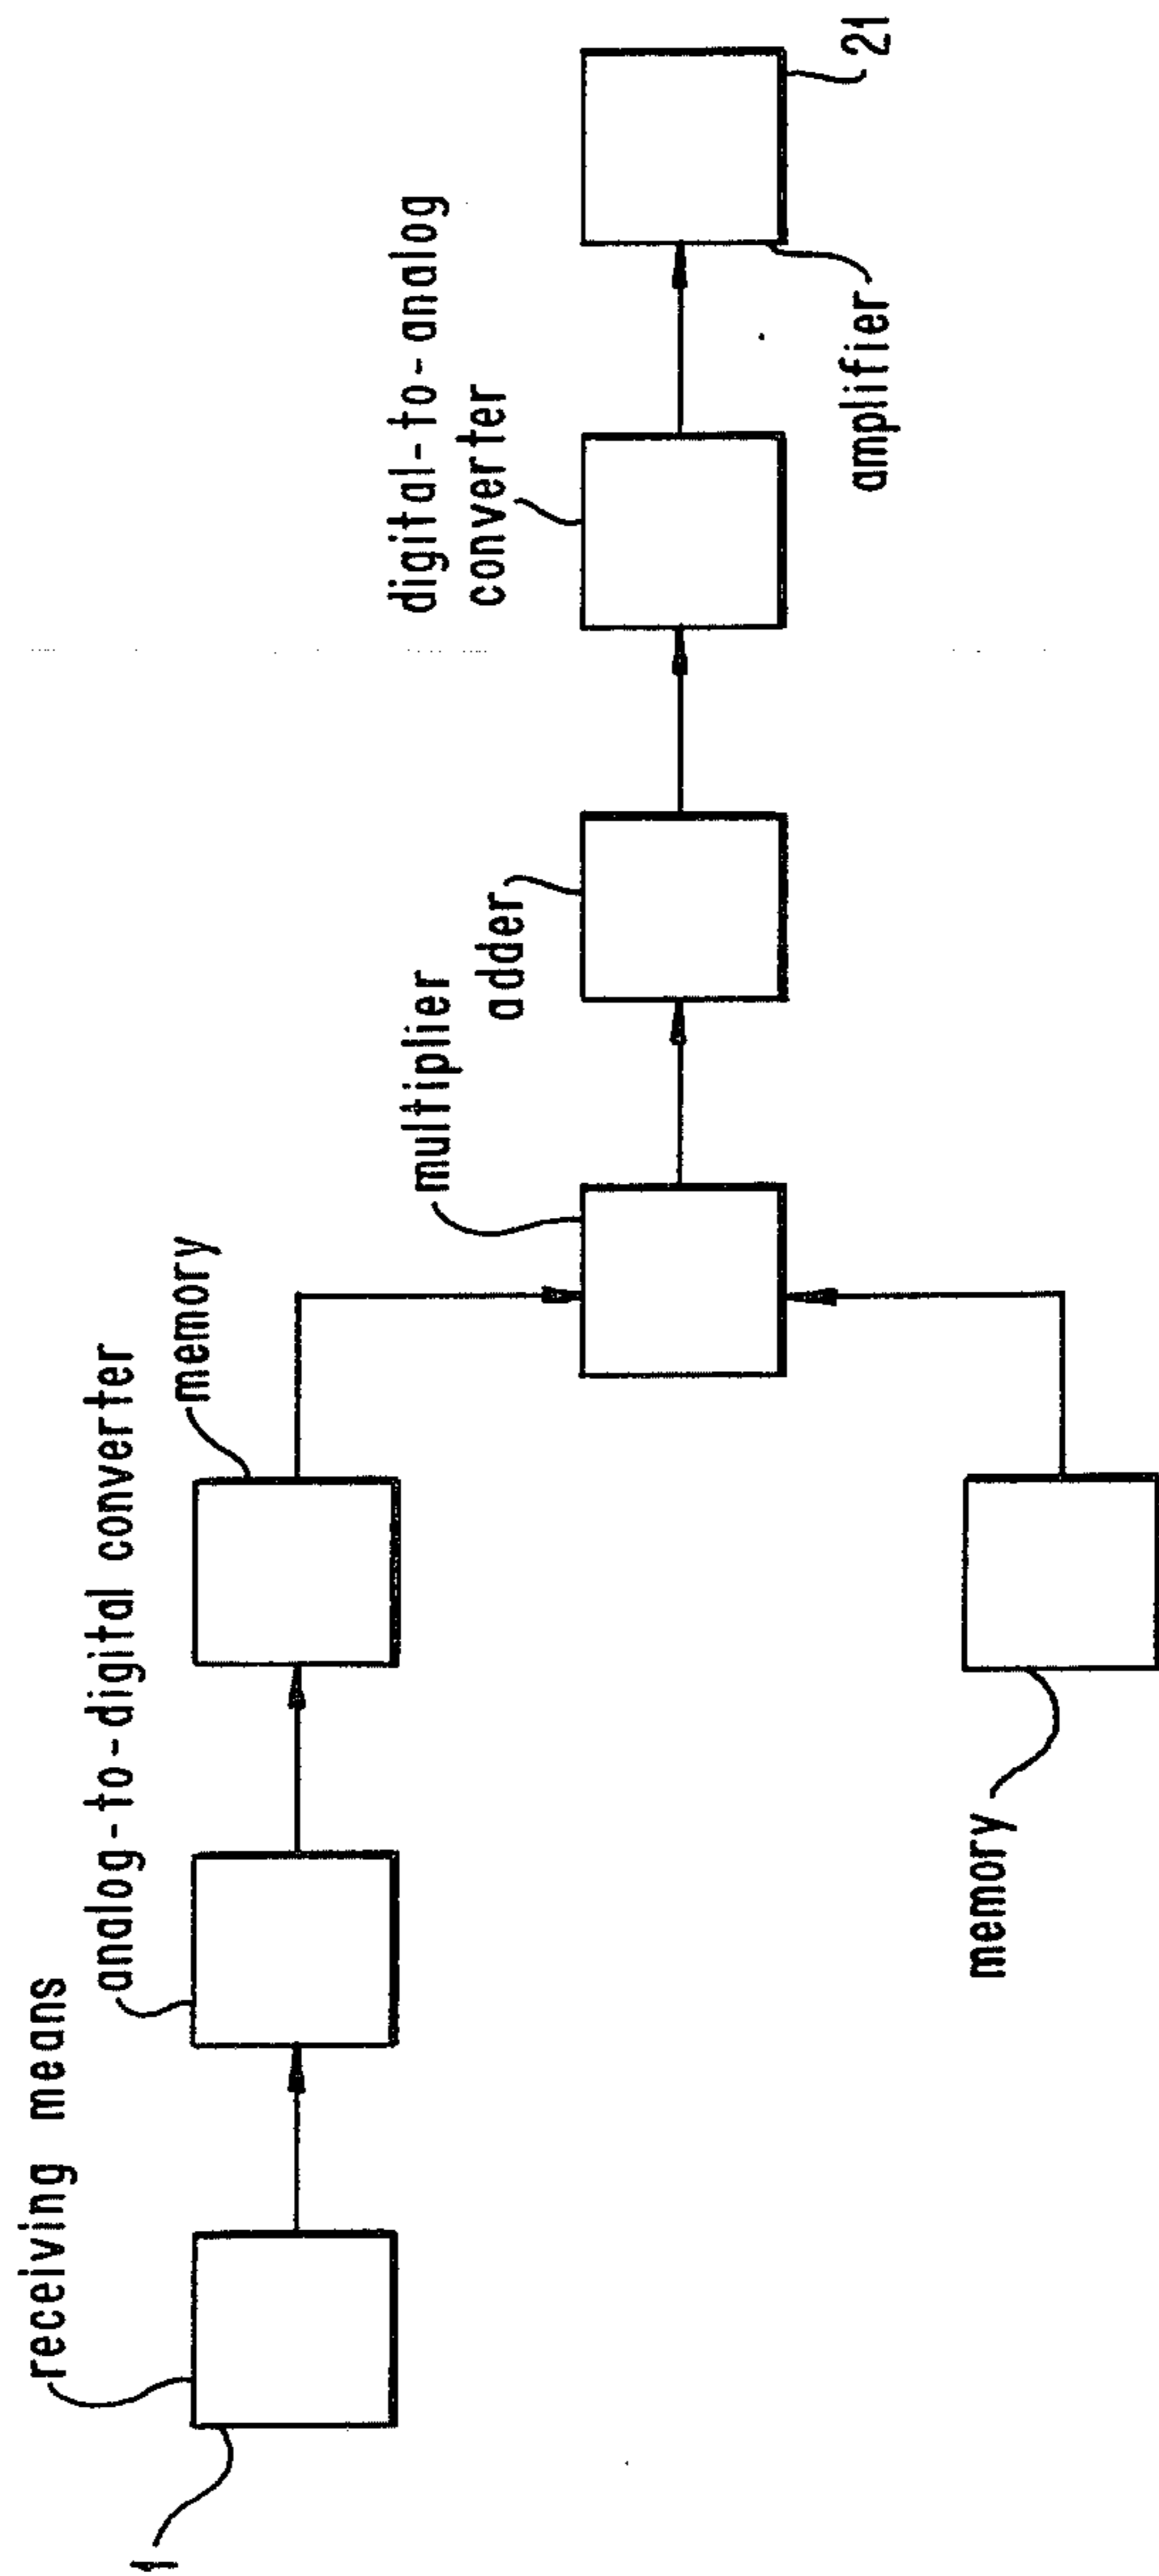 receiving means
1
analog-to-digital converter
memory
memory
multiplier
adder
digital-to-analog
converter
amplifier
21